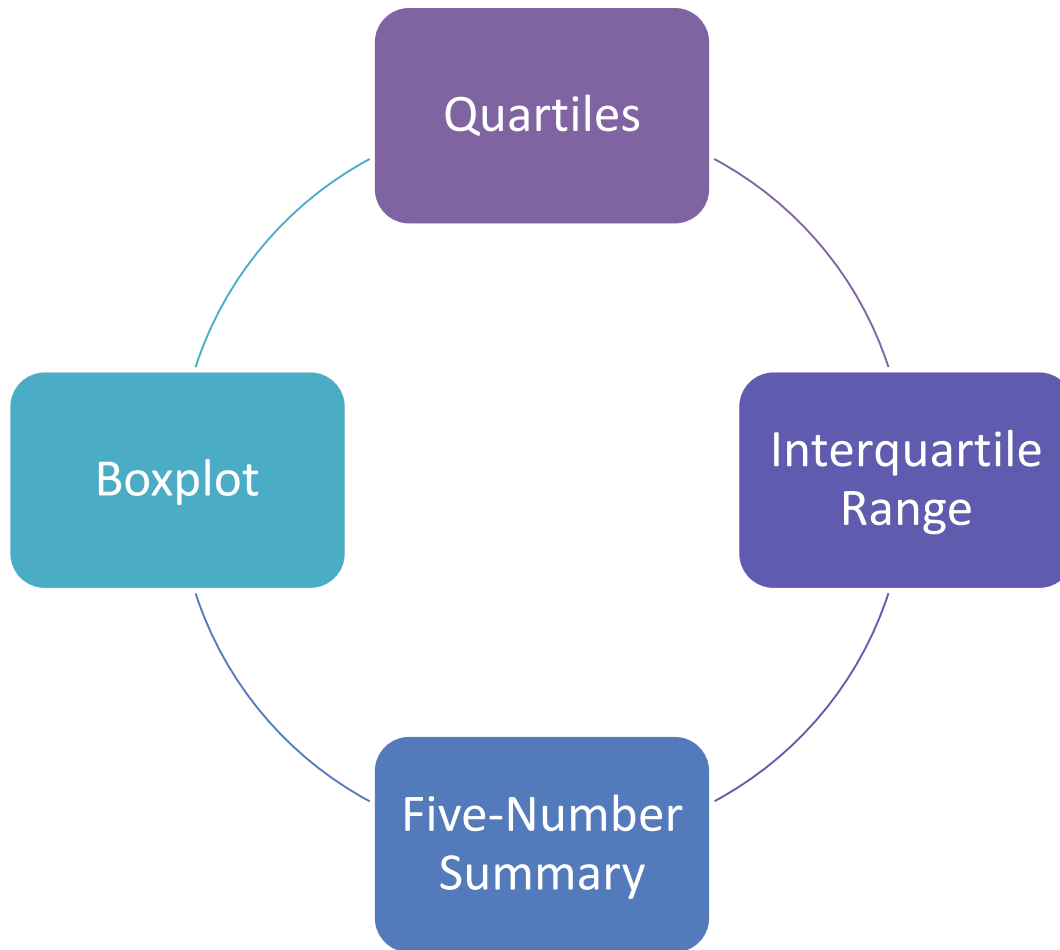 Quartiles
Boxplot
Interquartile
Range
Five-Number
Summary